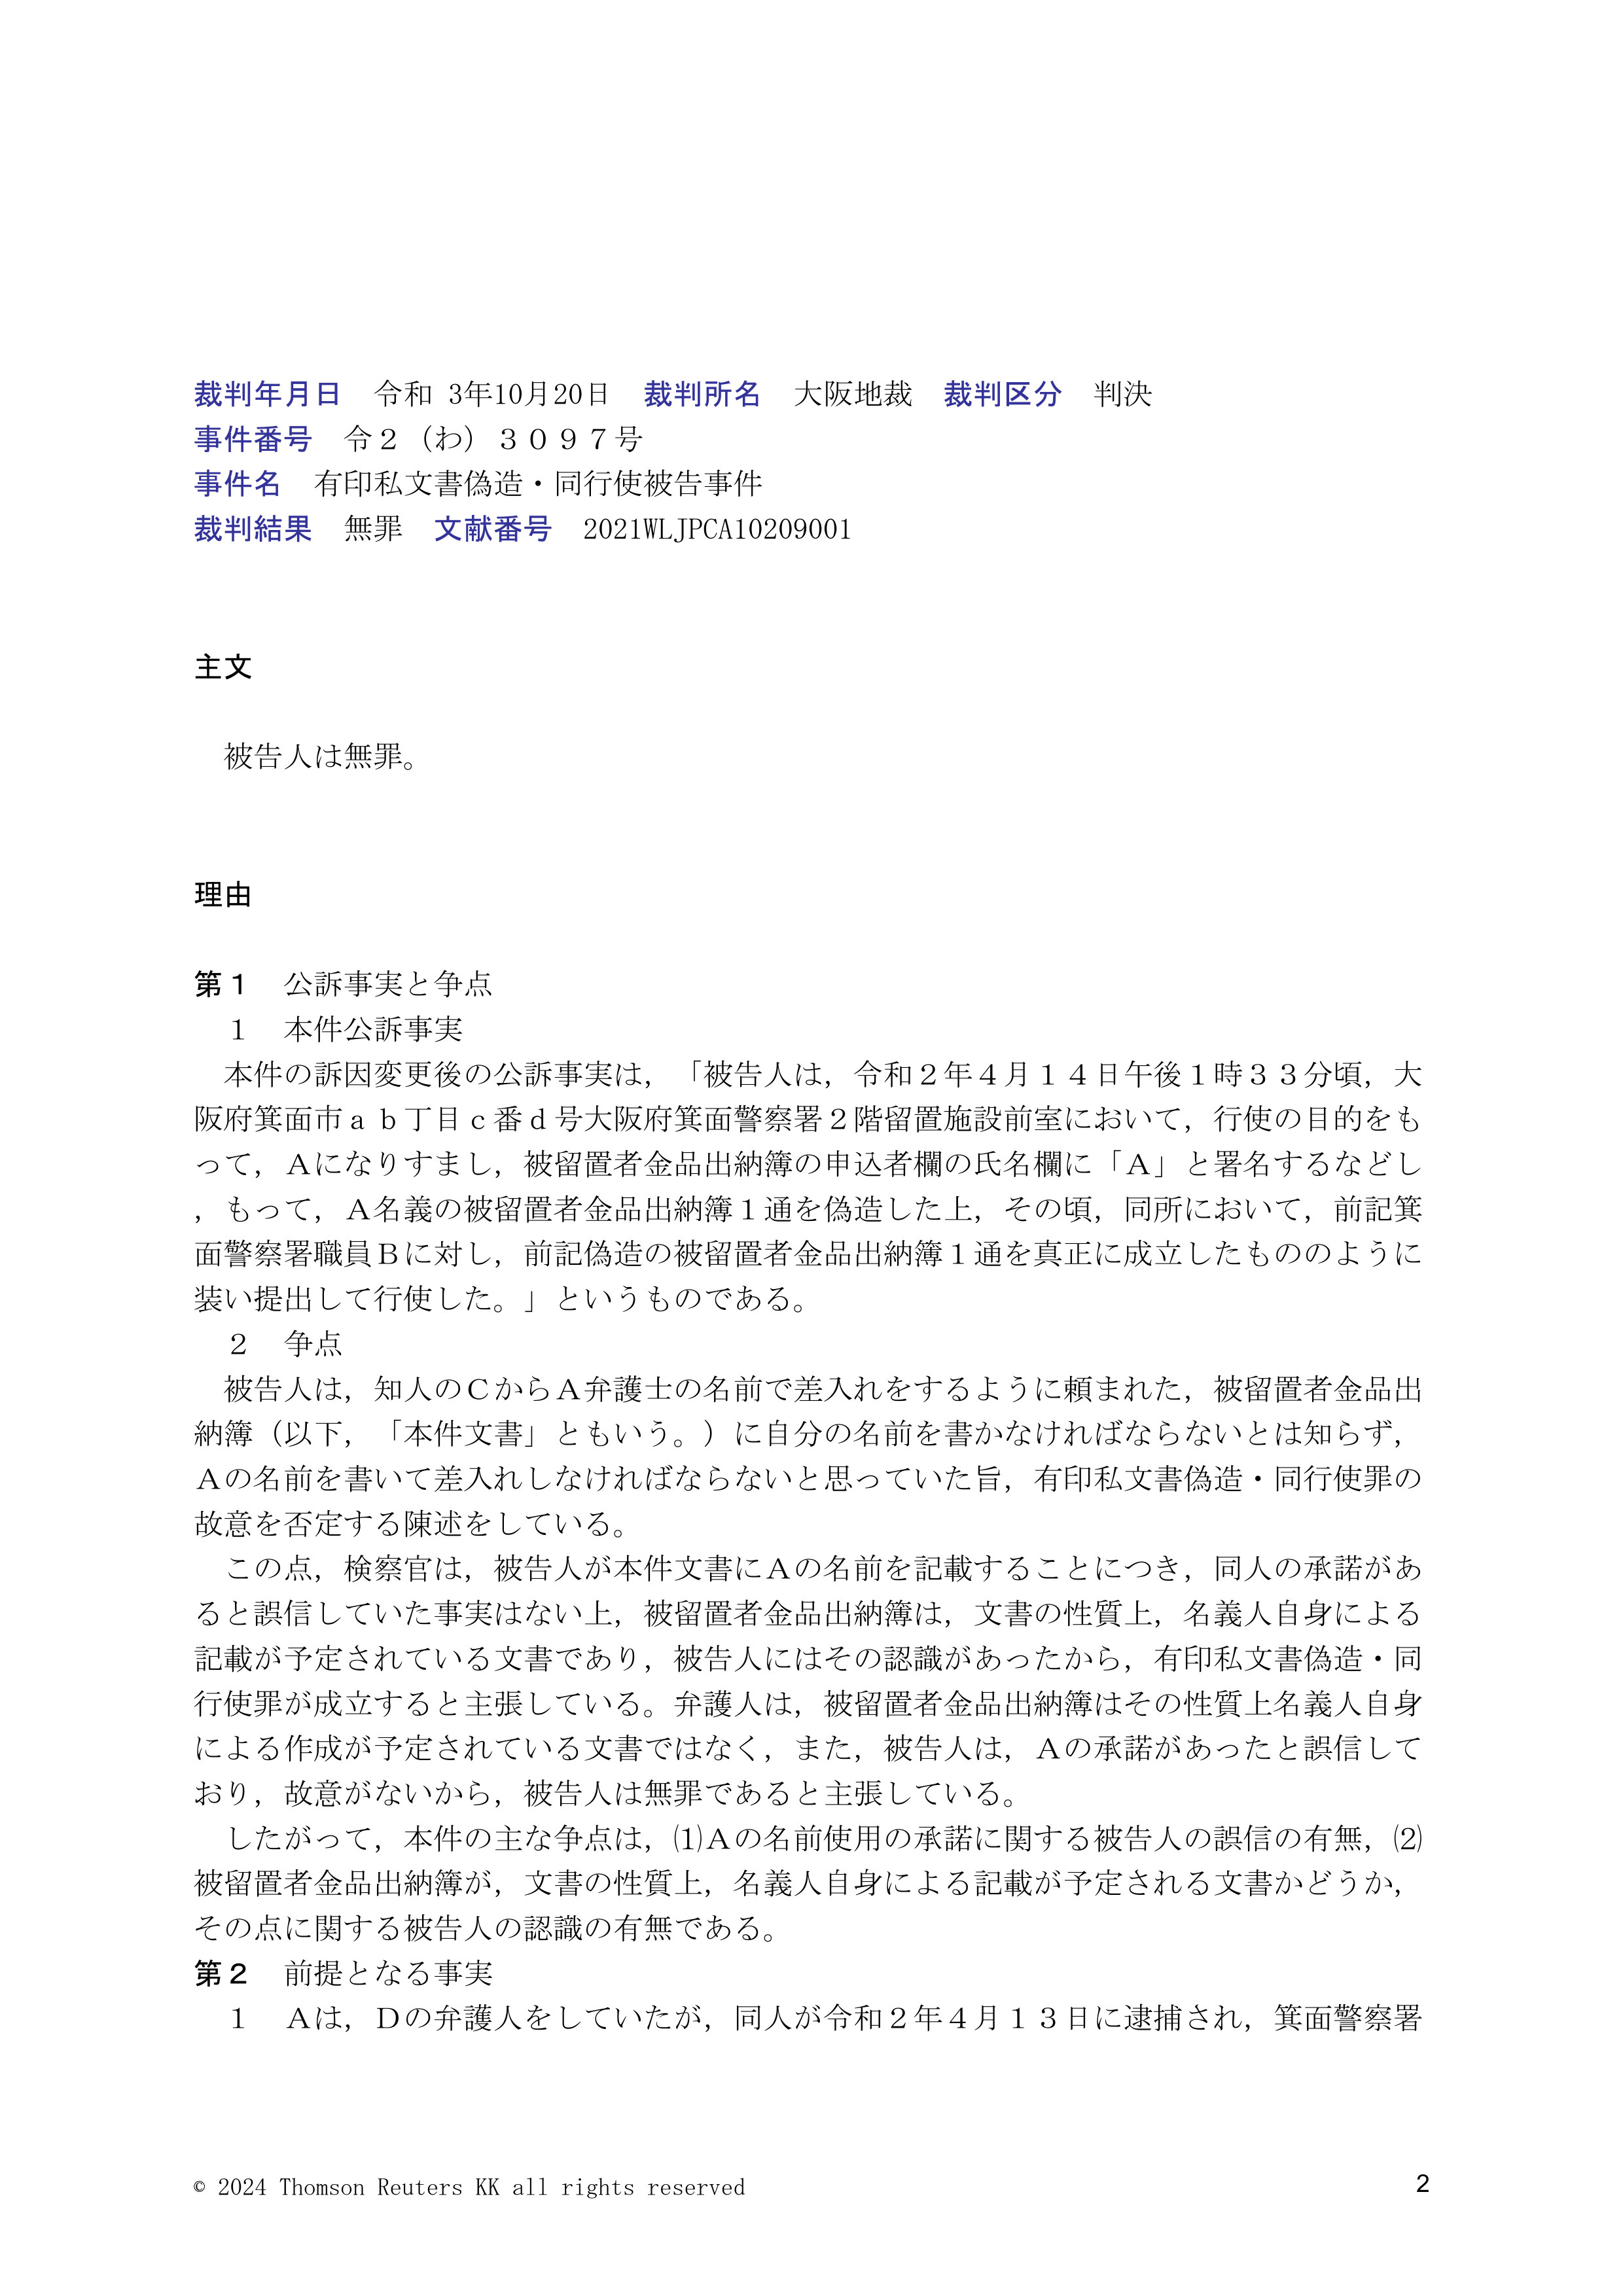 裁判年月日　令和 3年10月20日　裁判所名　大阪地裁　裁判区分　判決
事件番号　令２（わ）３０９７号
事件名　有印私文書偽造・同行使被告事件
裁判結果　無罪　文献番号　2021WLJPCA10209001
主文
　被告人は無罪。
理由
第１　公訴事実と争点
　１　本件公訴事実
　本件の訴因変更後の公訴事実は，「被告人は，令和２年４月１４日午後１時３３分頃，大
阪府箕面市ａｂ丁目ｃ番ｄ号大阪府箕面警察署２階留置施設前室において，行使の目的をも
って，Ａになりすまし，被留置者金品出納簿の申込者欄の氏名欄に「Ａ」と署名するなどし
，もって，Ａ名義の被留置者金品出納簿１通を偽造した上，その頃，同所において，前記箕
面警察署職員Ｂに対し，前記偽造の被留置者金品出納簿１通を真正に成立したもののように
装い提出して行使した。」というものである。
　２　争点
　被告人は，知人のＣからＡ弁護士の名前で差入れをするように頼まれた，被留置者金品出
納簿（以下，「本件文書」ともいう。）に自分の名前を書かなければならないとは知らず，
Ａの名前を書いて差入れしなければならないと思っていた旨，有印私文書偽造・同行使罪の
故意を否定する陳述をしている。
　この点，検察官は，被告人が本件文書にＡの名前を記載することにつき，同人の承諾があ
ると誤信していた事実はない上，被留置者金品出納簿は，文書の性質上，名義人自身による
記載が予定されている文書であり，被告人にはその認識があったから，有印私文書偽造・同
行使罪が成立すると主張している。弁護人は，被留置者金品出納簿はその性質上名義人自身
による作成が予定されている文書ではなく，また，被告人は，Ａの承諾があったと誤信して
おり，故意がないから，被告人は無罪であると主張している。
　したがって，本件の主な争点は，⑴Ａの名前使用の承諾に関する被告人の誤信の有無，⑵
被留置者金品出納簿が，文書の性質上，名義人自身による記載が予定される文書かどうか，
その点に関する被告人の認識の有無である。
第２　前提となる事実
　１　Ａは，Ｄの弁護人をしていたが，同人が令和２年４月１３日に逮捕され，箕面警察署
© 2024 Thomson Reuters KK all rights reserved
2